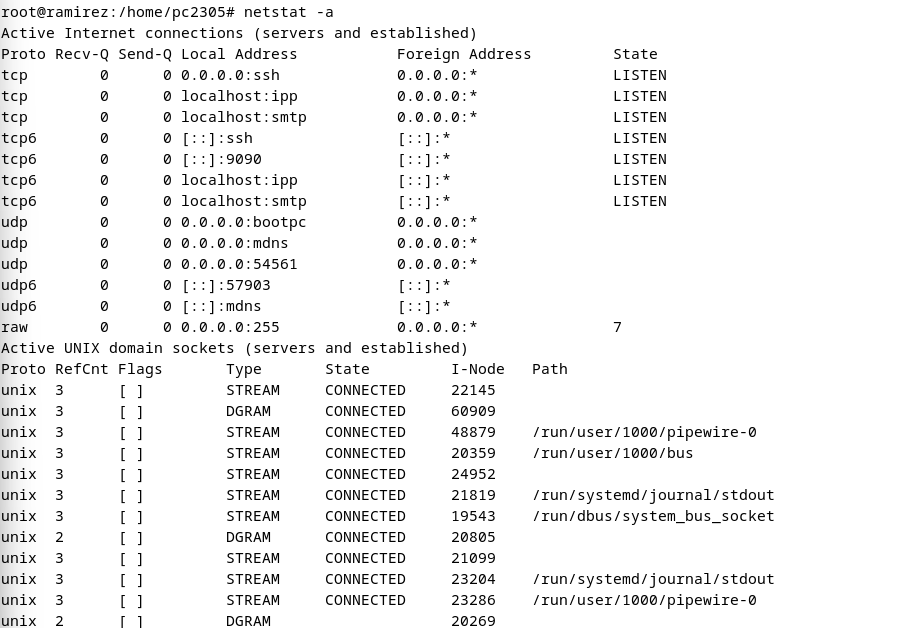 root@ramirez:/home/pc2305# netstat -a
Active Internet connections (servers and established)
Proto Recv-Q Send-Q Local Address           Foreign Address         State
tcp        0      0 0.0.0.0:ssh             0.0.0.0:*               LISTEN
tcp        0      0 localhost:ipp           0.0.0.0:*               LISTEN
tcp        0      0 localhost:smtp          0.0.0.0:*               LISTEN
tcp6       0      0 [::]:ssh                [::]:*                  LISTEN
tcp6       0      0 [::]:9090               [::]:*                  LISTEN
tcp6       0      0 localhost:ipp           [::]:*                  LISTEN
tcp6       0      0 localhost:smtp          [::]:*                  LISTEN
udp        0      0 0.0.0.0:bootpc          0.0.0.0:*
udp        0      0 0.0.0.0:mdns            0.0.0.0:*
udp        0      0 0.0.0.0:54561           0.0.0.0:*
udp6       0      0 [::]:57903              [::]:*
udp6       0      0 [::]:mdns               [::]:*
raw        0      0 0.0.0.0:255             0.0.0.0:*               7
Active UNIX domain sockets (servers and established)
Proto RefCnt Flags       Type       State         I-Node   Path
unix  3      [ ]         STREAM     CONNECTED     22145
unix  3      [ ]         DGRAM      CONNECTED     60909
unix  3      [ ]         STREAM     CONNECTED     48879    /run/user/1000/pipewire-0
unix  3      [ ]         STREAM     CONNECTED     20359    /run/user/1000/bus
unix  3      [ ]         STREAM     CONNECTED     24952
unix  3      [ ]         STREAM     CONNECTED     21819    /run/systemd/journal/stdout
unix  3      [ ]         STREAM     CONNECTED     19543    /run/dbus/system_bus_socket
unix  2      [ ]         DGRAM      CONNECTED     20805
unix  3      [ ]         STREAM     CONNECTED     21099
unix  3      [ ]         STREAM     CONNECTED     23204    /run/systemd/journal/stdout
unix  3      [ ]         STREAM     CONNECTED     23286    /run/user/1000/pipewire-0
unix  2      [ ]         DGRAM                    20269